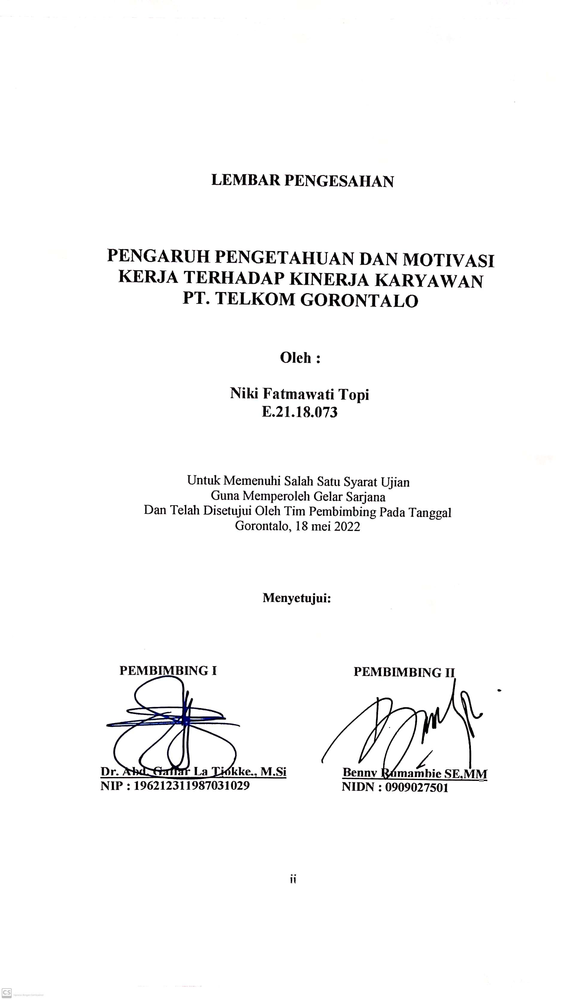 LEMBAR PENGESAHAN
PENGARUH PENGETAHUAN DAN MOTIVASI
KERJA TERHADAP KINERJA KARYAWAN
PT. TELKOM GORONTALO
Oleh :
Niki Fatmawati Topi
E.21.18.073
Untuk Memenuhi Salah Satu Syarat Ujian
Guna Memperoleh Gelar Sarjana
Dan Telah Disetujui Oleh Tim Pembimbing Pada Tanggal
Gorontalo, 18 mei 2022
Menyetujui:
PEMBIMBING I
PEMBIMBING II
Dr. Abd. Gaffar La Tjokke., M.Si
Benny Rumambie SE,MM
NIP : 196212311987031029
NIDN : 0909027501
ii
CS Dipindai dengan CamScanner